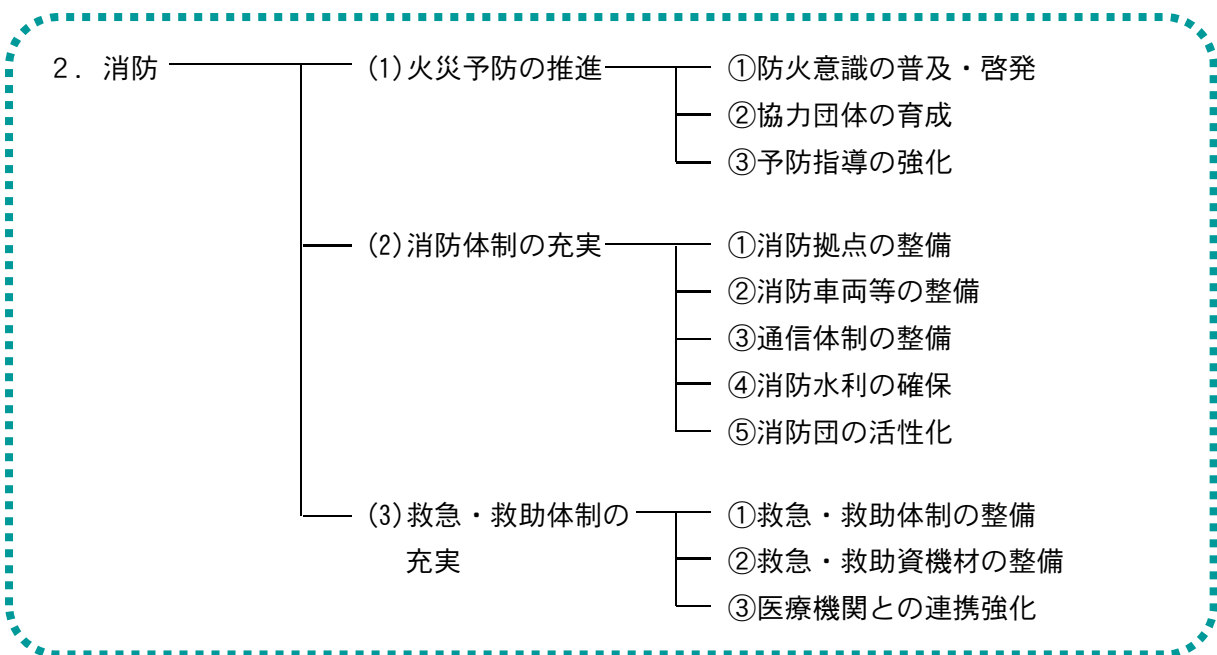 ２．消防
(1)火災予防の推進
①防火意識の普及・啓発
②協力団体の育成
③予防指導の強化
(2)消防体制の充実
①消防拠点の整備
②消防車両等の整備
③通信体制の整備
④消防水利の確保
⑤消防団の活性化
(3)救急・救助体制の
充実
①救急・救助体制の整備
②救急・救助資機材の整備
③医療機関との連携強化